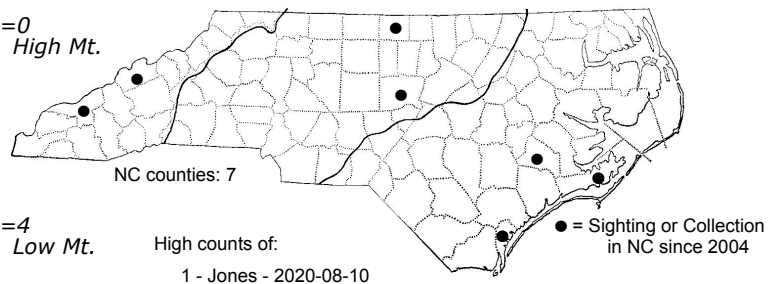 =0
High Mt.
NC counties: 7
=4
Low Mt.
High counts of:
1 - Jones - 2020-08-10
● = Sighting or Collection
in NC since 2004